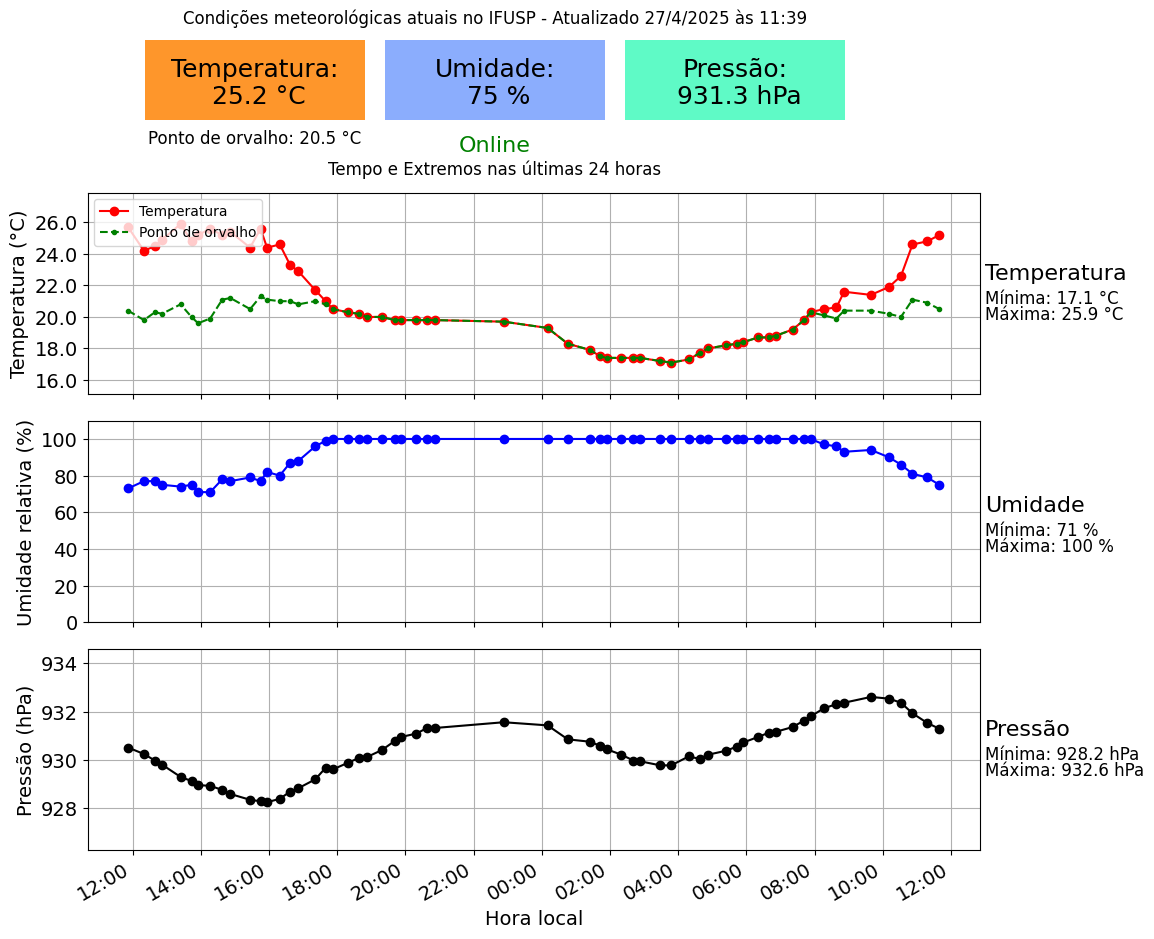 Condições meteorológicas atuais no IFUSP - Atualizado 27/4/2025 às 11:39
Temperatura:
25.2 °C
Umidade:
75 %
Pressão:
931.3 hPa
Ponto de orvalho: 20.5 °C
Online
Tempo e Extremos nas últimas 24 horas
Temperatura (°C)
26.0
24.0
22.0
20.0
18.0
16.0
Temperatura
Ponto de orvalho
Temperatura
Mínima: 17.1 °C
Máxima: 25.9 °C
Umidade relativa (%)
100
80
60
40
20
0
Umidade
Mínima: 71 %
Máxima: 100 %
Pressão (hPa)
934
932
930
928
Pressão
Mínima: 928.2 hPa
Máxima: 932.6 hPa
12:00 14:00 16:00 18:00 20:00 22:00 00:00 02:00 04:00 06:00 08:00 10:00 12:00
Hora local